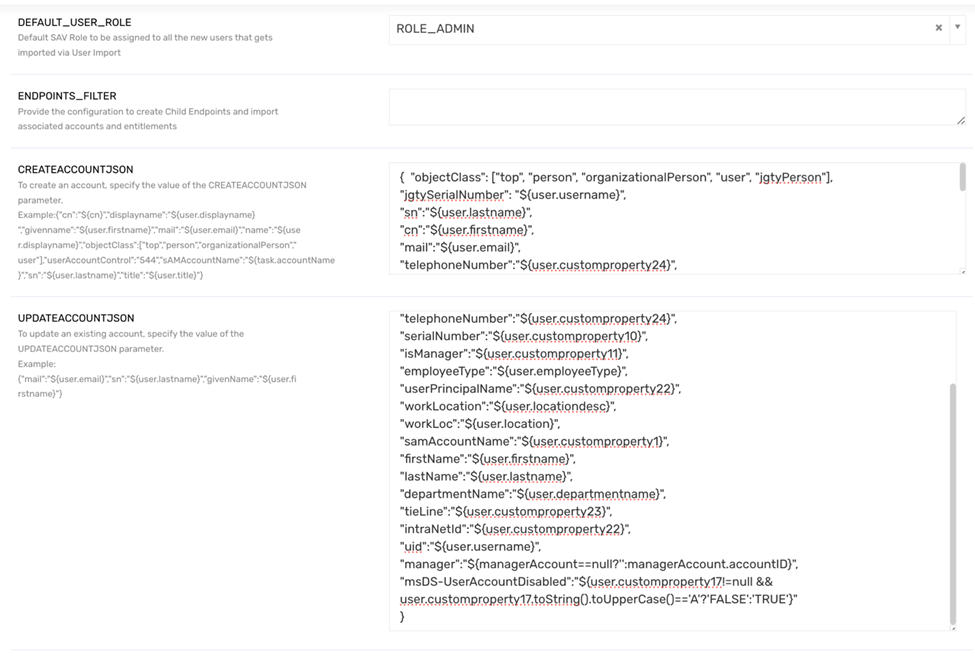 DEFAULT_USER_ROLE
Default SAV Role to be assigned to all the new users that gets
imported via User Import
ROLE_ADMIN
ENDPOINTS_FILTER
Provide the configuration to create Child Endpoints and import
associated accounts and entitlements
CREATEACCOUNTJSON
To create an account, specify the value of the CREATEACCOUNTJSON
parameter.
Example:{"cn":"${cn}","displayname":"${user.displayname}
","givenname":"${user.firstname}","mail":"${user.email}","name":"${use
r.displayname}","objectClass":["top","person","organizationalPerson","
user"],"userAccountControl":"544","sAMAccountName":"${task.accountName
}","sn":"${user.lastname}","title":"${user.title}"}
{  "objectClass": ["top", "person", "organizationalPerson", "user", "jgtyPerson"],
"jgtySerialNumber": "${user.username}",
"sn":"${user.lastname}",
"cn":"${user.firstname}",
"mail":"${user.email}",
"telephoneNumber":"${user.customproperty24}",
UPDATEACCOUNTJSON
To update an existing account, specify the value of the
UPDATEACCOUNTJSON parameter.
Example:
{"mail":"${user.email}","sn":"${user.lastname}","givenName":"${user.fi
rstname}"}
"telephoneNumber":"${user.customproperty24}",
"serialNumber":"${user.customproperty10}",
"isManager":"${user.customproperty11}",
"employeeType":"${user.employeeType}",
"userPrincipalName":"${user.customproperty22}",
"workLocation":"${user.locationdesc}",
"workLoc":"${user.location}",
"samAccountName":"${user.customproperty1}",
"firstName":"${user.firstname}",
"lastName":"${user.lastname}",
"departmentName":"${user.departmentname}",
"tieLine":"${user.customproperty23}",
"intraNetId":"${user.customproperty22}",
"uid":"${user.username}",
"manager":"${managerAccount==null?'':managerAccount.accountID}",
"msDS-UserAccountDisabled":"${user.customproperty17!=null &&
user.customproperty17.toString().toUpperCase()=='A'?'FALSE':'TRUE'}"
}